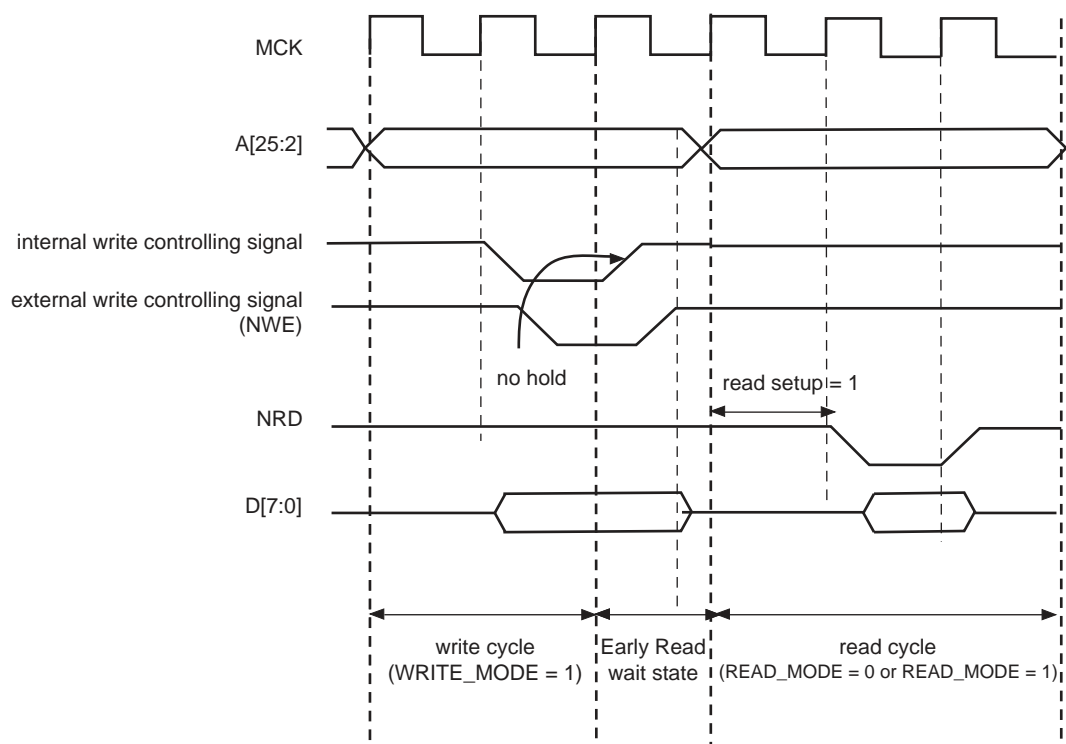 MCK
A[25:2]
internal write controlling signal
external write controlling signal
(NWE)
no hold
read setup = 1
NRD
D[7:0]
write cycle
(WRITE_MODE = 1)
Early Read
wait state
read cycle
(READ_MODE = 0 or READ_MODE = 1)